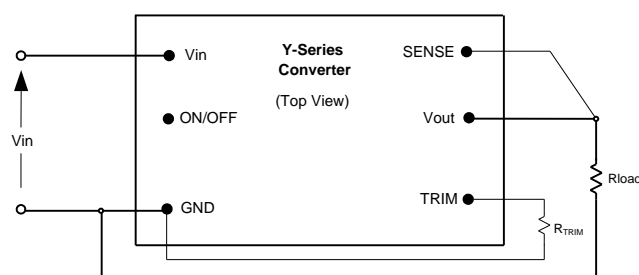 Y-Series
Converter
(Top View)
Vin
SENSE
ON/OFF
Vout
Vin
Rload
GND
TRIM
RTRIM